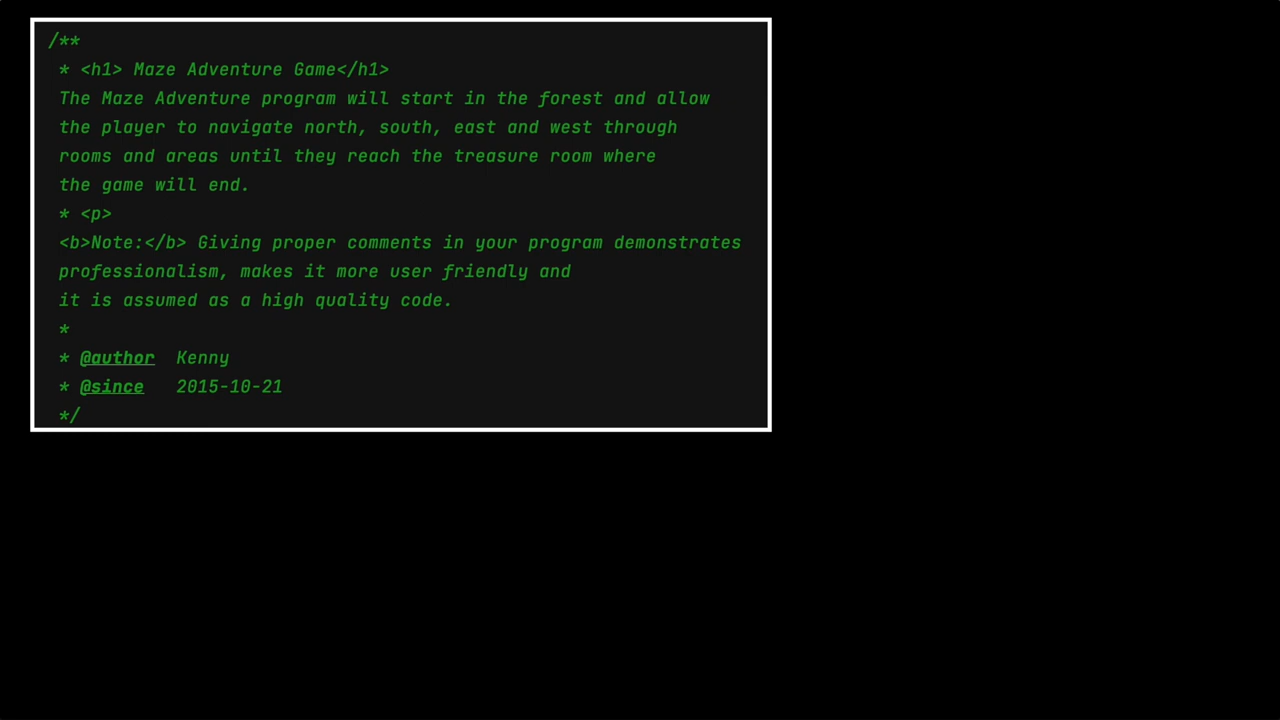 /**
* <h1> Maze Adventure Game</h1>
The Maze Adventure program will start in the forest and allow
the player to navigate north, south, east and west through
rooms and areas until they reach the treasure room where
the game will end.
* <p>
<b>Note:</b> Giving proper comments in your program demonstrates
professionalism, makes it more user friendly and
it is assumed as a high quality code.
*
* @author  Kenny
* @since   2015-10-21
*/